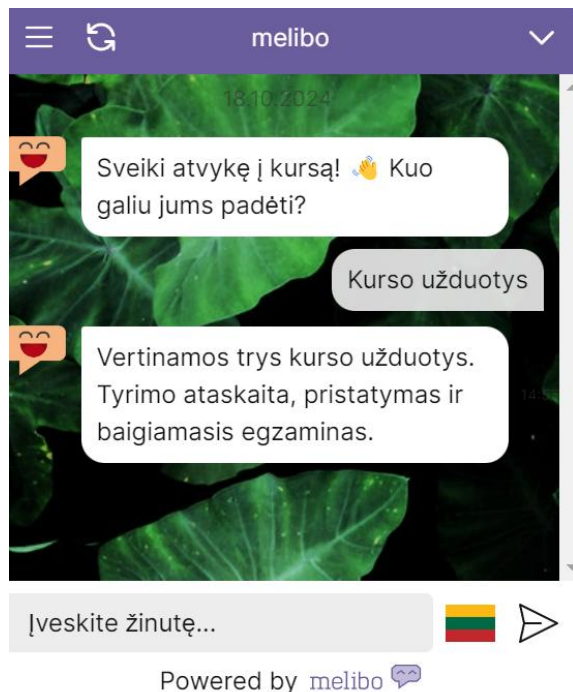 melibo
18.10.2024
Sveiki atvykę į kursą! 👋 Kuo
galiu jums padėti?
Kurso užduotys
Vertinamos trys kurso užduotys.
Tyrimo ataskaita, pristatymas ir
baigiamasis egzaminas.
Įveskite žinutę...
Powered by melibo